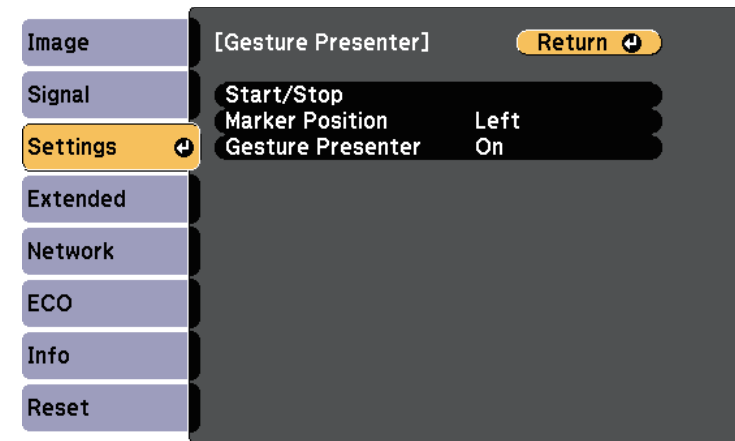 Image
Signal
Settings
Extended
Network
ECO
Info
Reset
[Gesture Presenter]
Return
Start/Stop
Marker Position Left
Gesture Presenter On